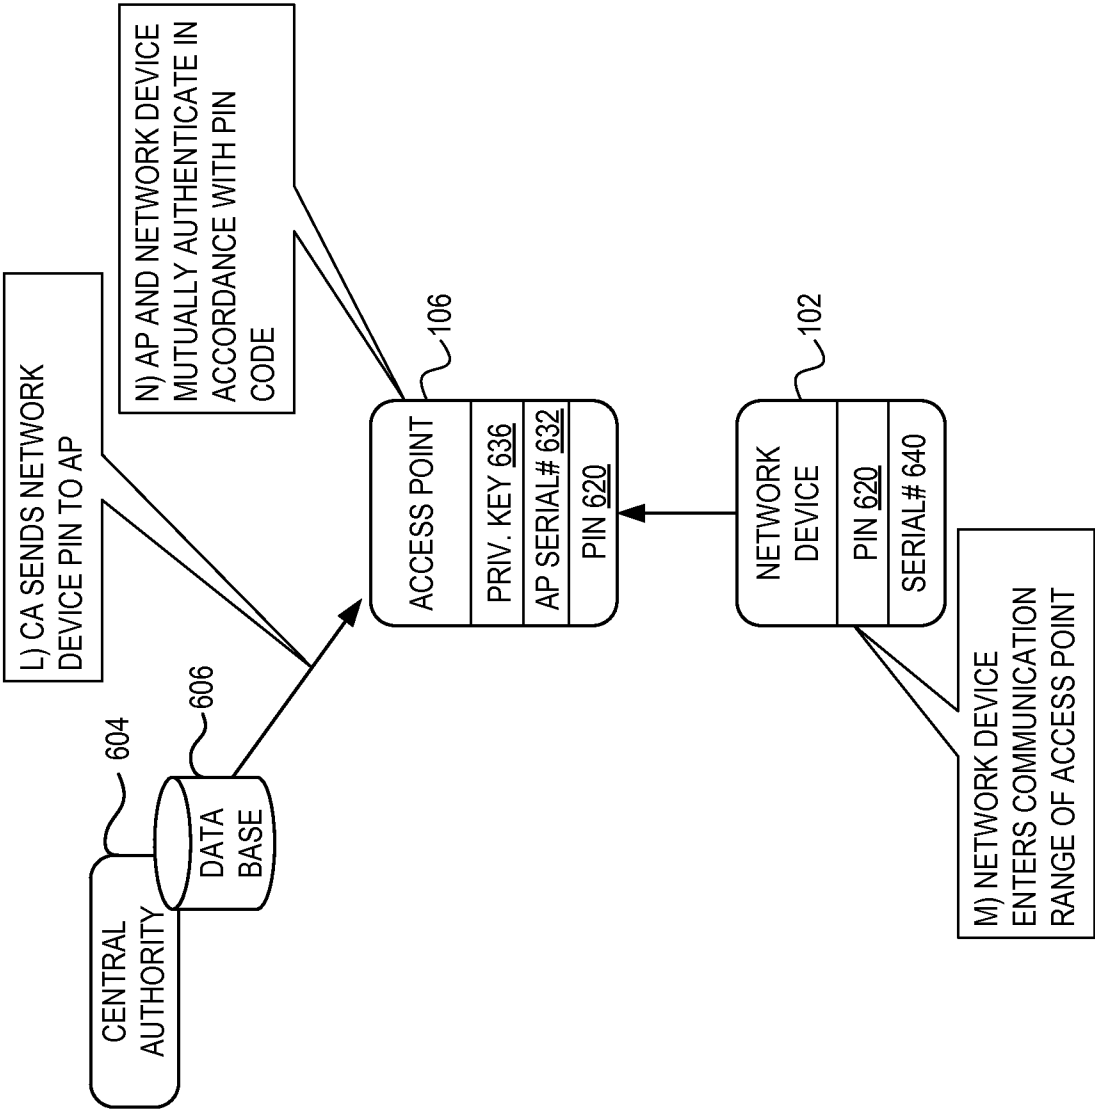 CENTRAL
AUTHORITY
604
DATA
BASE
606
L) CA SENDS NETWORK
DEVICE PIN TO AP
N) AP AND NETWORK DEVICE
MUTUALLY AUTHENTICATE IN
ACCORDANCE WITH PIN
CODE
ACCESS POINT
PRIV. KEY 636
AP SERIAL# 632
PIN 620
106
NETWORK
DEVICE
PIN 620
SERIAL# 640
102
M) NETWORK DEVICE
ENTERS COMMUNICATION
RANGE OF ACCESS POINT